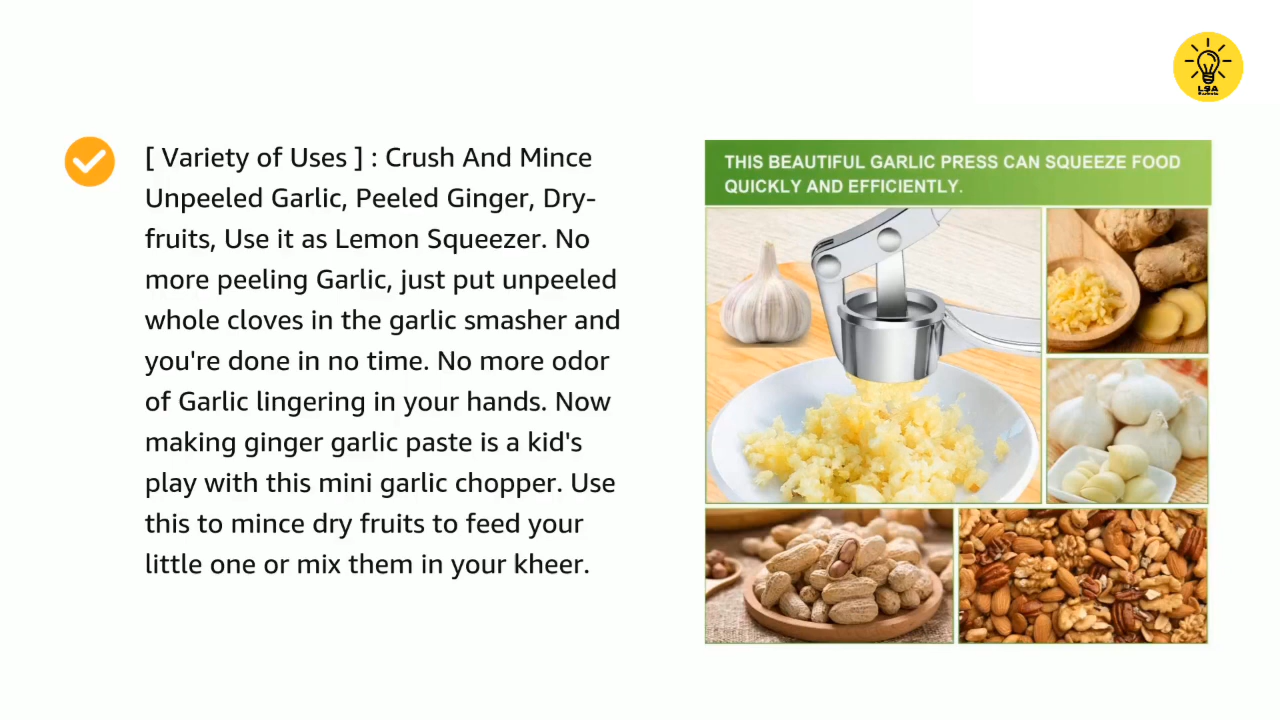 LSA
[ Variety of Uses ] : Crush And Mince
Unpeeled Garlic, Peeled Ginger, Dry-
fruits, Use it as Lemon Squeezer. No
more peeling Garlic, just put unpeeled
whole cloves in the garlic smasher and
you're done in no time. No more odor
of Garlic lingering in your hands. Now
making ginger garlic paste is a kid's
play with this mini garlic chopper. Use
this to mince dry fruits to feed your
little one or mix them in your kheer.
THIS BEAUTIFUL GARLIC PRESS CAN SQUEEZE FOOD
QUICKLY AND EFFICIENTLY.